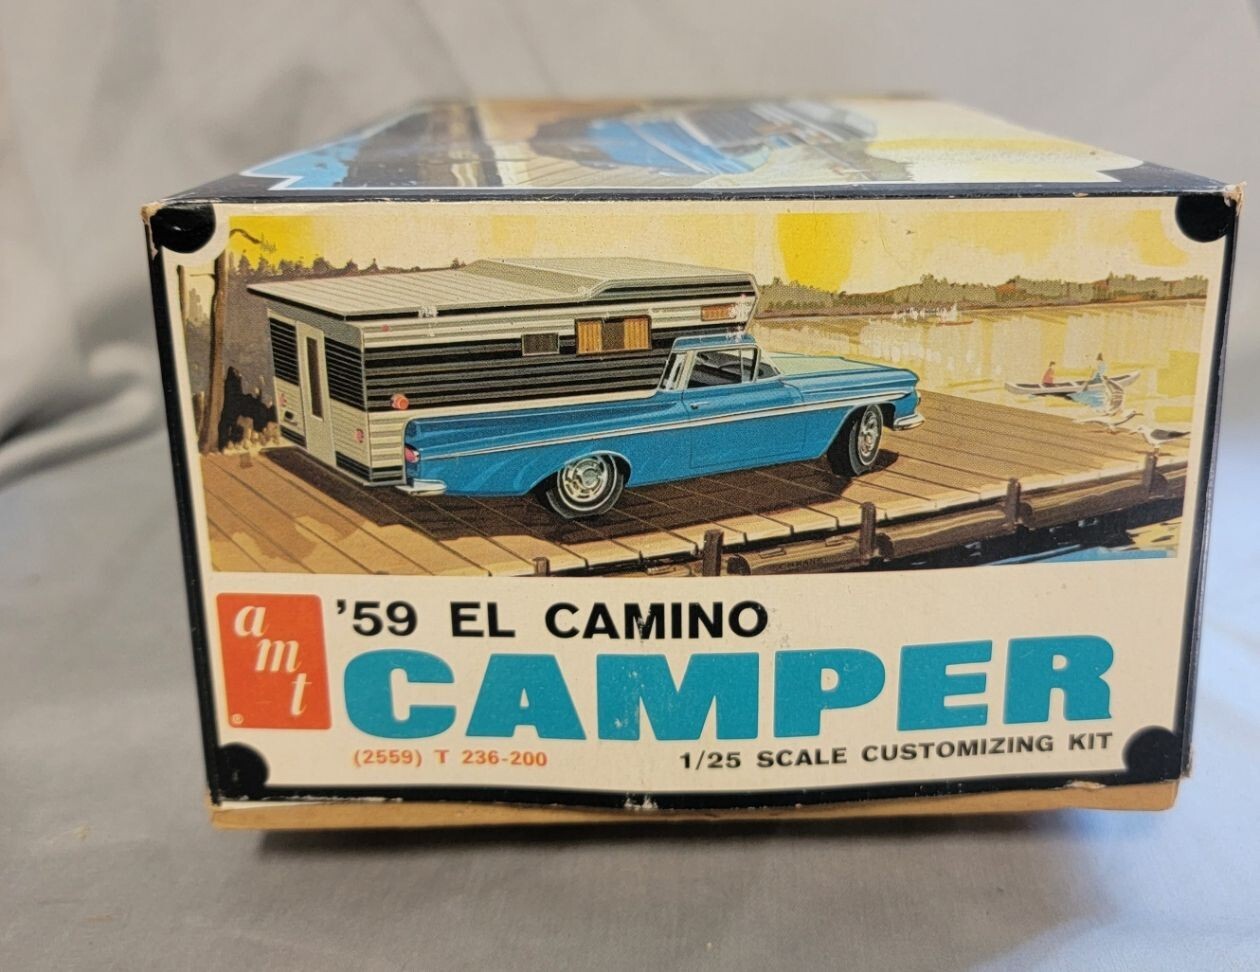 amt
®
'59 EL CAMINO
CAMPER
(2559) T 236-200
1/25 SCALE CUSTOMIZING KIT